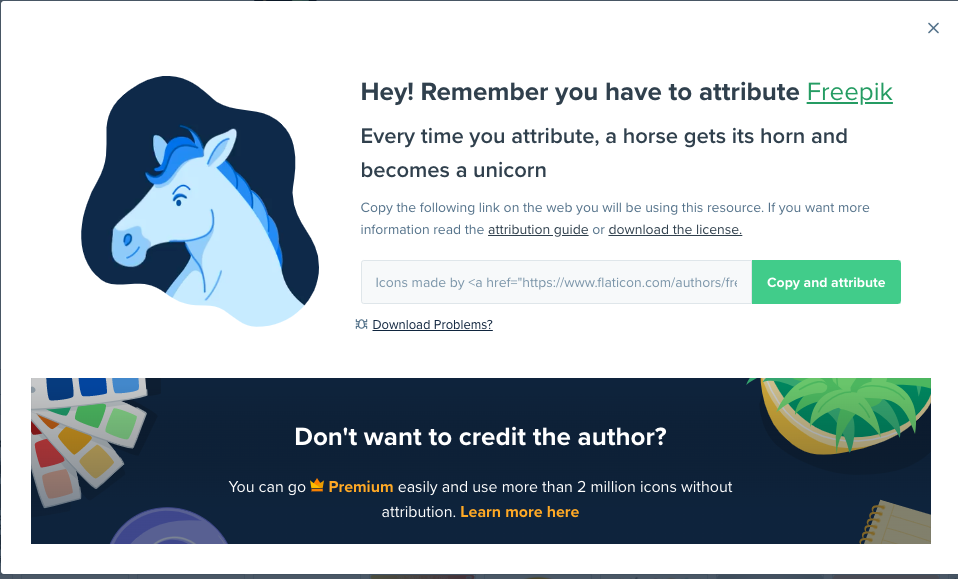 Hey! Remember you have to attribute Freepik
Every time you attribute, a horse gets its horn and
becomes a unicorn
Copy the following link on the web you will be using this resource. If you want more
information read the attribution guide or download the license.
Icons made by <a href="https://www.flaticon.com/authors/fre
Copy and attribute
Download Problems?
Don't want to credit the author?
You can go Premium easily and use more than 2 million icons without
attribution. Learn more here